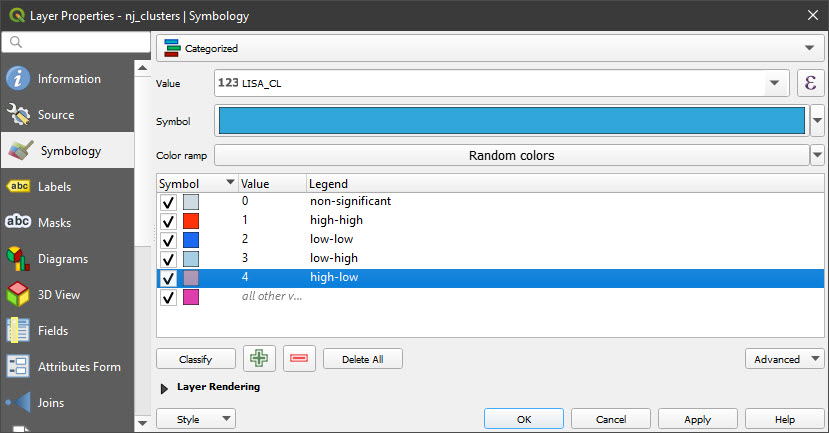 Layer Properties - nj_clusters | Symbology
Categorized
Information
Value 123 LISA_CL ε
Source
Symbol
Symbology
Color ramp Random colors
Symbol Value Legend
abc Labels
0 non-significant
1 high-high
abc Masks
2 low-low
3 low-high
Diagrams
4 high-low
3D View
all other v...
Fields
Classify Delete All Advanced
Attributes Form
Layer Rendering
Joins
Style OK Cancel Apply Help